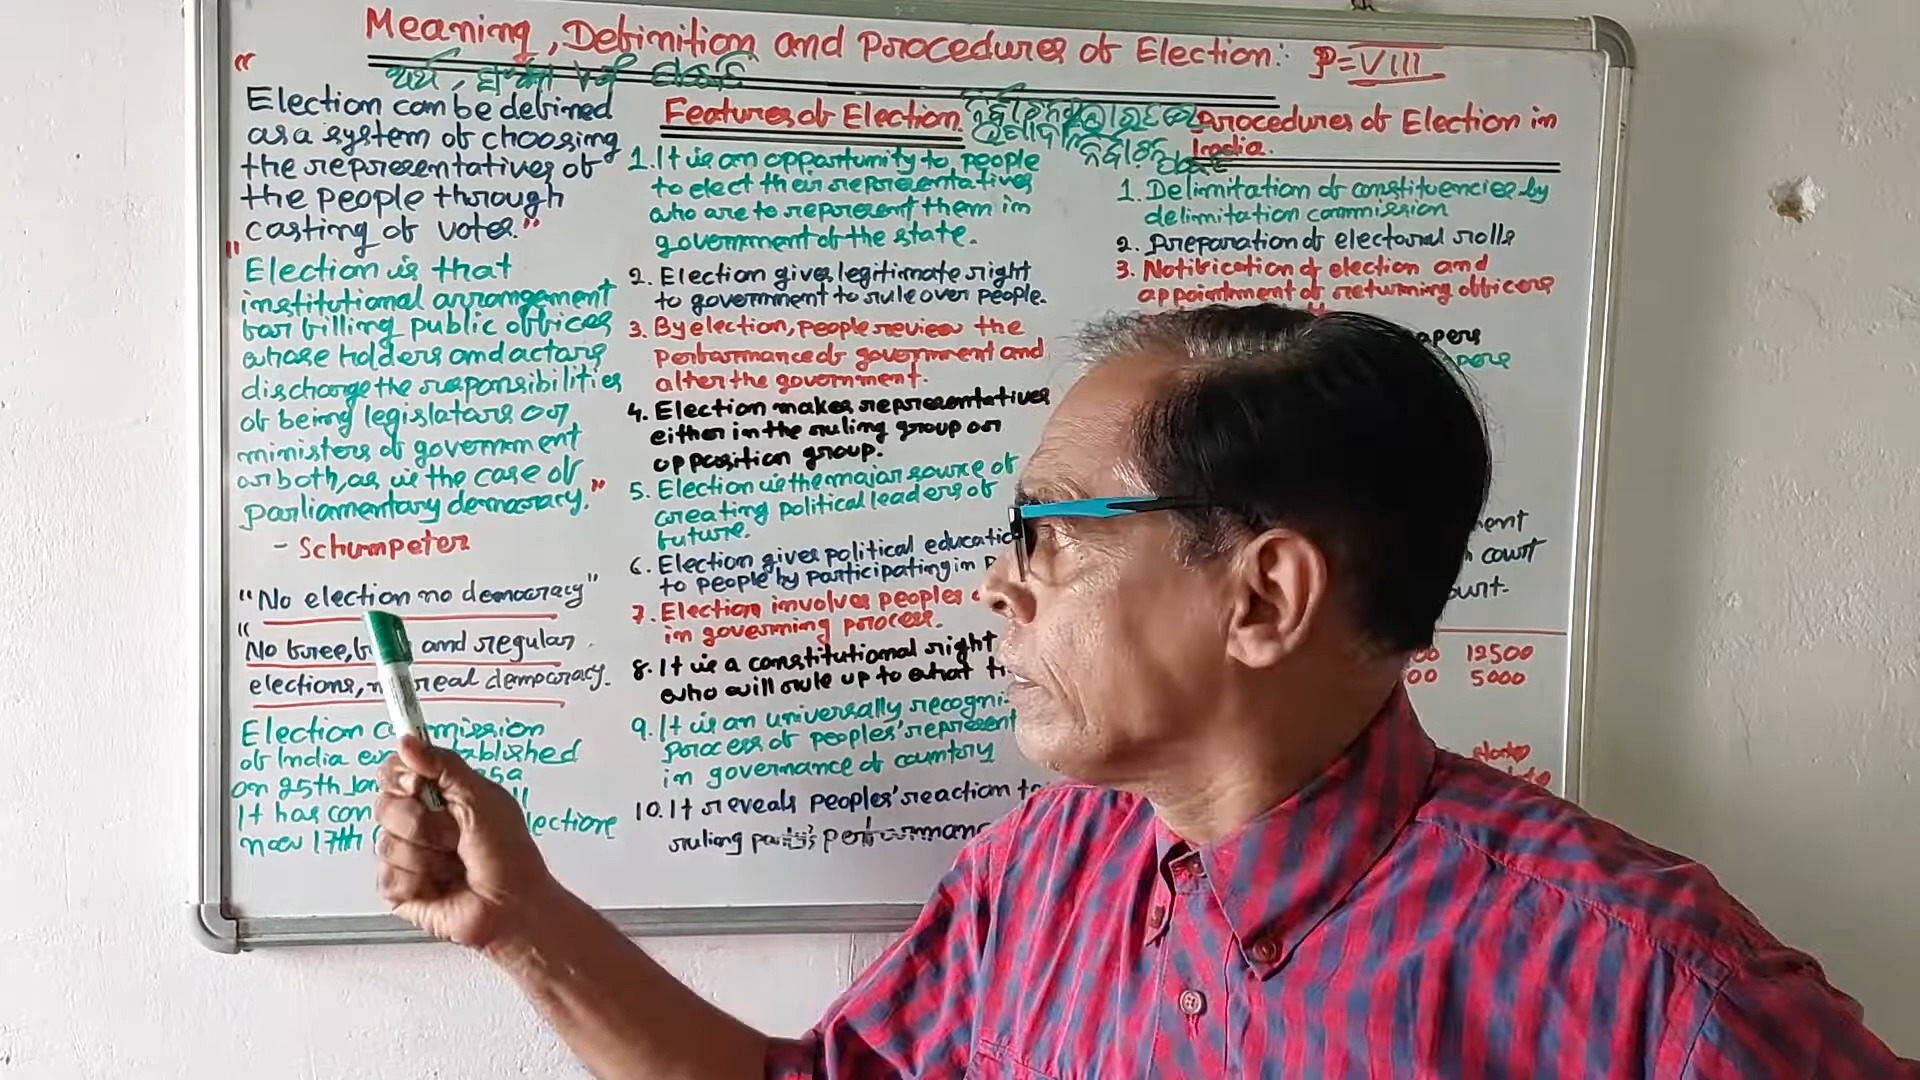 Meaning, Definition and Procedures of Election: P=VIII
"Election can be defined
as a system of choosing
the representatives of
the people through
casting of votes."
"Election is that
institutional arrangement
for filling public offices
whose holders and actors
discharge the responsibilities
of being legislators or
ministers of government
or both, as is the case of
parliamentary democracy."
- Schumpeter
"No election no democracy"
"No free, and regular
elections, real democracy.
Election
of India
on 25th
It has
now 17th
Features of Election
1. It is an opportunity to people
to elect their representatives
who are to represent them in
government of the state.
2. Election gives legitimate right
to government to rule over people.
3. By election, people review the
performance of government and
alter the government.
4. Election makes representatives
either in the ruling group or
opposition group.
5. Election is the major source of
creating political leaders of
future.
6. Election gives political
to people by participating in
7. Election involves peoples
in governing process.
8. It is a constitutional right
who will rule up to what
9. It is an universally
process of peoples'
in governance of country
10. It reveals peoples' reaction
ruling
Procedures of Election in
India.
1. Delimitation of constituencies by
delimitation commission
2. Preparation of electoral rolls
3. Notification of election and
appointment of returning officers
court
12500
5000